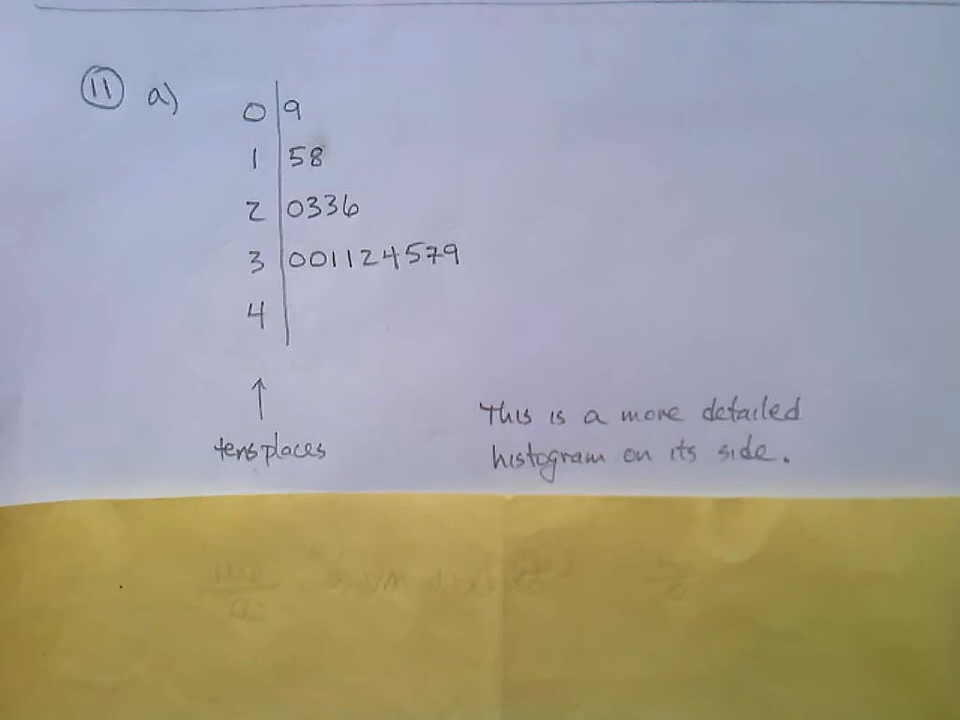 11 a)
0 | 9
1 | 58
2 | 0336
3 | 001124579
4 |
↑
tens places
This is a more detailed
histogram on its side.